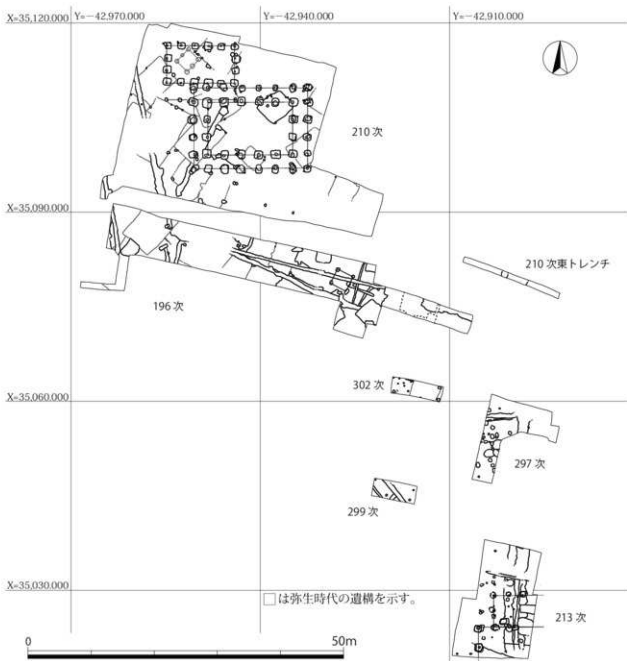 Y=－42,970.000
Y=－42,940.000
Y=－42,910.000
X=35,120.000
210 次
X=35,090.000
210 次東トレンチ
196 次
302 次
X=35,060.000
297 次
299 次
X=35,030.000
□は弥生時代の遺構を示す。
213 次
0
50m